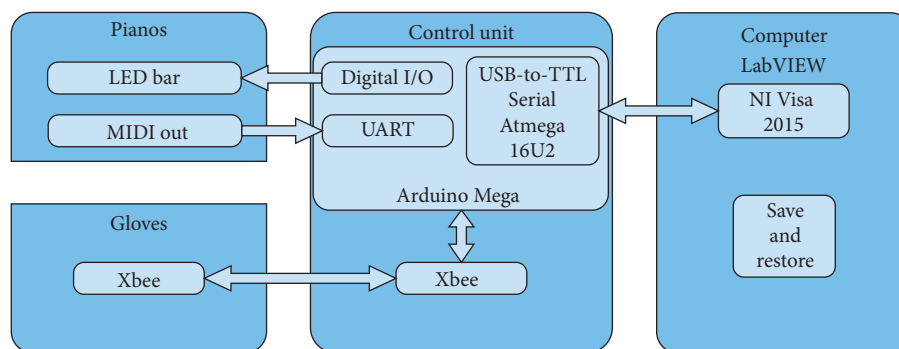 Pianos
LED bar
MIDI out
Gloves
Xbee
Control unit
Digital I/O
UART
USB-to-TTL
Serial
Atmega
16U2
Arduino Mega
Xbee
Computer
LabVIEW
NI Visa
2015
Save
and
restore